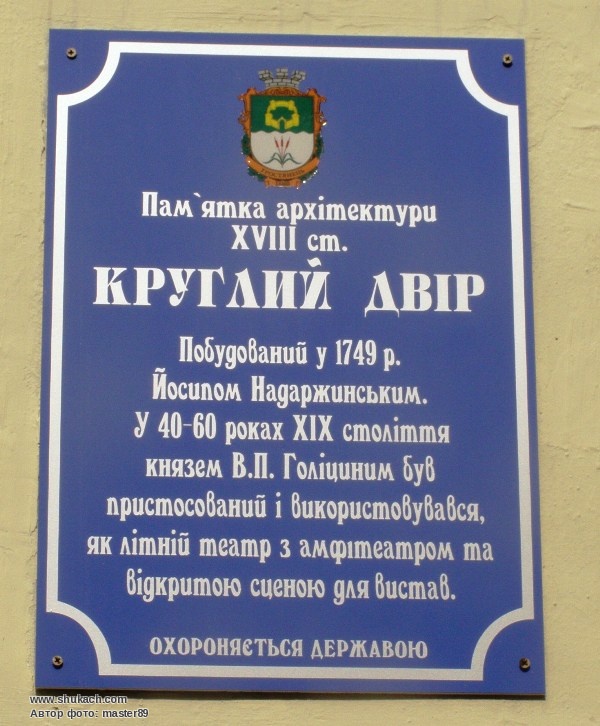 Пам`ятка архітектури
XVIII ст.
КРУГЛИЙ ДВІР
Побудований у 1749 р.
Йосипом Надаржинським.
У 40-60 роках XIX століття
князем В.П. Голіциним був
пристосований і використовувався,
як літній театр з амфітеатром та
відкритою сценою для вистав.
ОХОРОНЯЄТЬСЯ ДЕРЖАВОЮ
www.shukach.com
Автор фото: master89